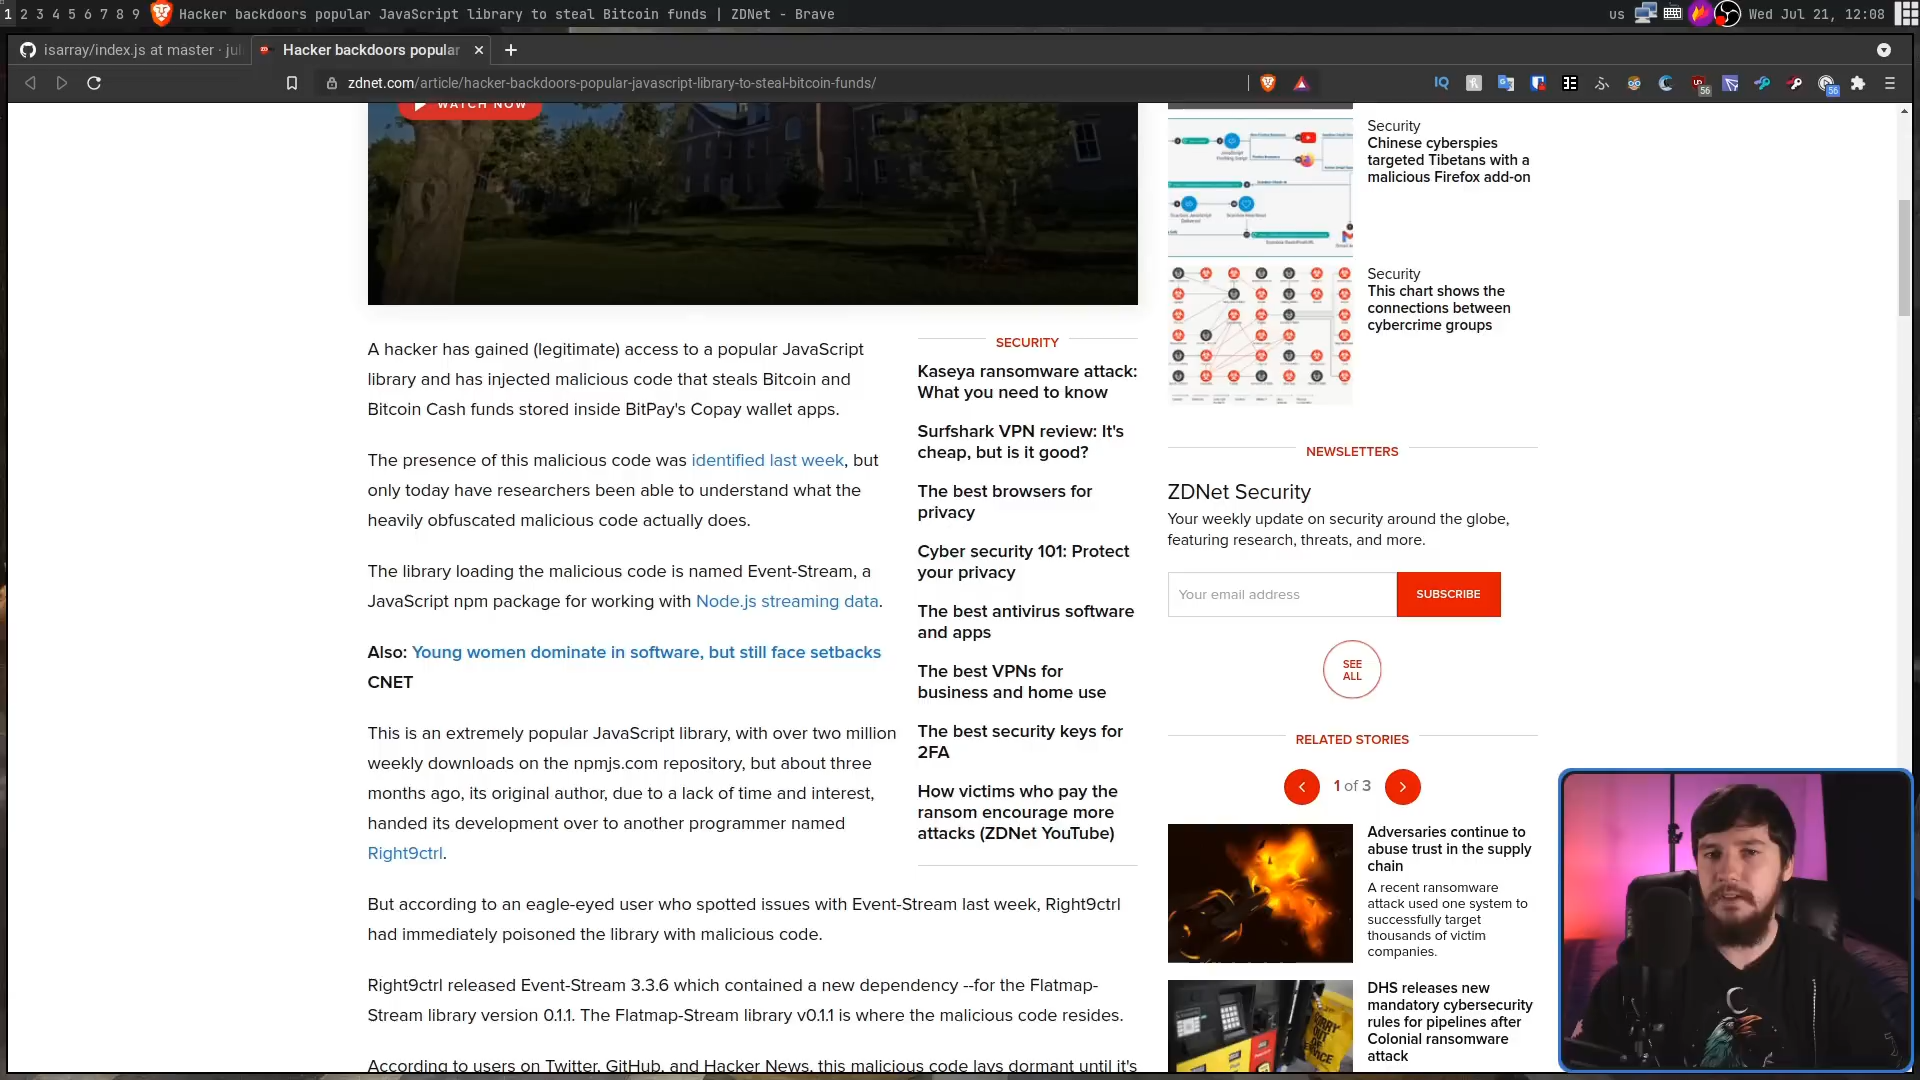 1 2 3 4 5 6 7 8 9 Hacker backdoors popular JavaScript library to steal Bitcoin funds | ZDNet - Brave
us Wed Jul 21, 12:08
isarray/index.js at master · jul
Hacker backdoors popular
zdnet.com/article/hacker-backdoors-popular-javascript-library-to-steal-bitcoin-funds/
IQ
56
56
WATCH NOW
A hacker has gained (legitimate) access to a popular JavaScript
library and has injected malicious code that steals Bitcoin and
Bitcoin Cash funds stored inside BitPay's Copay wallet apps.
The presence of this malicious code was identified last week, but
only today have researchers been able to understand what the
heavily obfuscated malicious code actually does.
The library loading the malicious code is named Event-Stream, a
JavaScript npm package for working with Node.js streaming data.
Also: Young women dominate in software, but still face setbacks
CNET
This is an extremely popular JavaScript library, with over two million
weekly downloads on the npmjs.com repository, but about three
months ago, its original author, due to a lack of time and interest,
handed its development over to another programmer named
Right9ctrl.
But according to an eagle-eyed user who spotted issues with Event-Stream last week, Right9ctrl
had immediately poisoned the library with malicious code.
Right9ctrl released Event-Stream 3.3.6 which contained a new dependency --for the Flatmap-
Stream library version 0.1.1. The Flatmap-Stream library v0.1.1 is where the malicious code resides.
According to users on Twitter, GitHub, and Hacker News, this malicious code lays dormant until it's
SECURITY
Kaseya ransomware attack:
What you need to know
Surfshark VPN review: It's
cheap, but is it good?
The best browsers for
privacy
Cyber security 101: Protect
your privacy
The best antivirus software
and apps
The best VPNs for
business and home use
The best security keys for
2FA
How victims who pay the
ransom encourage more
attacks (ZDNet YouTube)
Security
Chinese cyberspies
targeted Tibetans with a
malicious Firefox add-on
Security
This chart shows the
connections between
cybercrime groups
NEWSLETTERS
ZDNet Security
Your weekly update on security around the globe,
featuring research, threats, and more.
Your email address
SUBSCRIBE
SEE
ALL
RELATED STORIES
1 of 3
Adversaries continue to
abuse trust in the supply
chain
A recent ransomware
attack used one system to
successfully target
thousands of victim
companies.
SORRY
OUT OF
SERVICE
DHS releases new
mandatory cybersecurity
rules for pipelines after
Colonial ransomware
attack